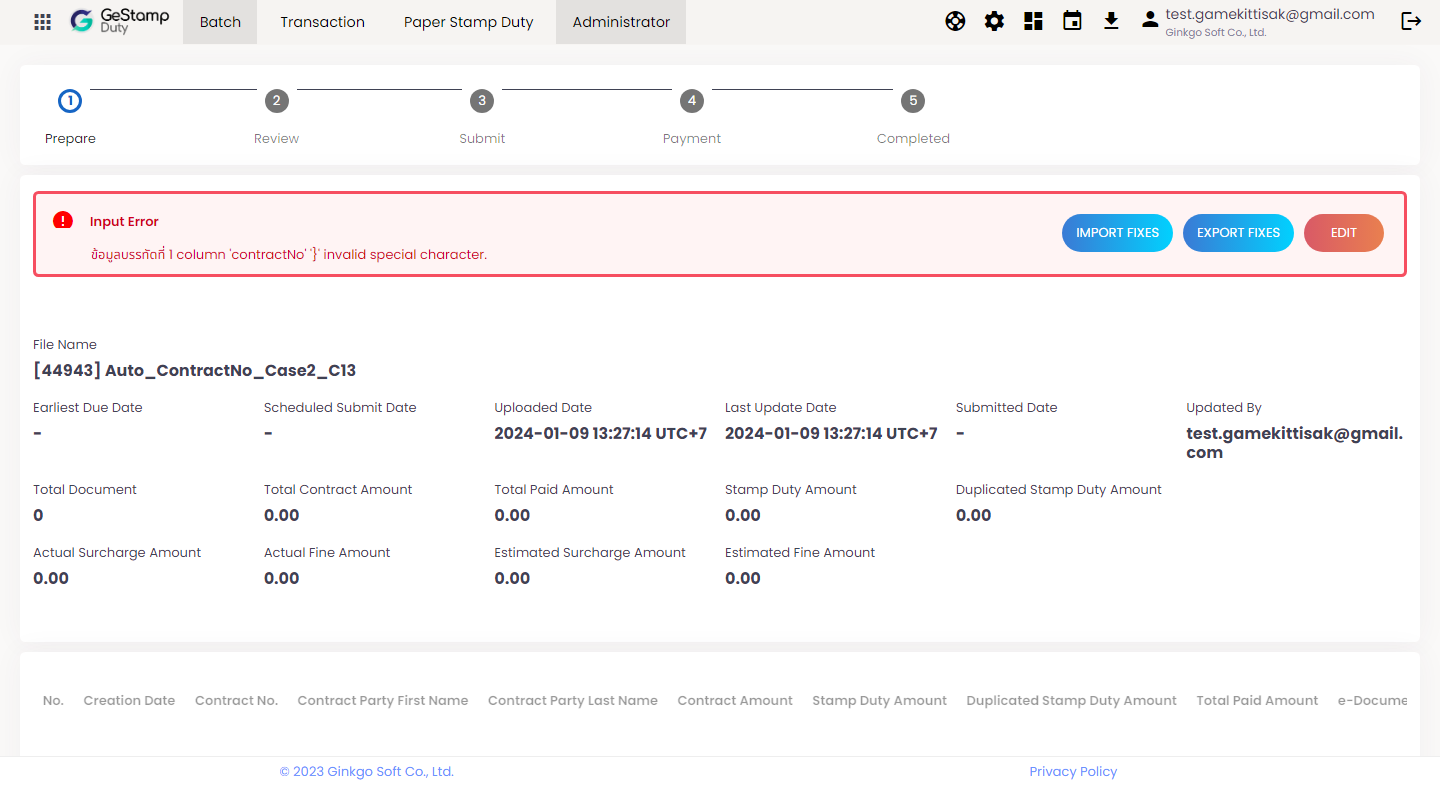 GeStamp
Duty
Batch
Transaction
Paper Stamp Duty
Administrator
test.gamekittisak@gmail.com
Ginkgo Soft Co., Ltd.
1
2
3
4
5
Prepare
Review
Submit
Payment
Completed
Input Error
ข้อมูลบรรทัดที่ 1 column 'contractNo' '}' invalid special character.
IMPORT FIXES
EXPORT FIXES
EDIT
File Name
[44943] Auto_ContractNo_Case2_C13
Earliest Due Date
-
Scheduled Submit Date
-
Uploaded Date
2024-01-09 13:27:14 UTC+7
Last Update Date
2024-01-09 13:27:14 UTC+7
Submitted Date
-
Updated By
test.gamekittisak@gmail.
com
Total Document
0
Total Contract Amount
0.00
Total Paid Amount
0.00
Stamp Duty Amount
0.00
Duplicated Stamp Duty Amount
0.00
Actual Surcharge Amount
0.00
Actual Fine Amount
0.00
Estimated Surcharge Amount
0.00
Estimated Fine Amount
0.00
No.
Creation Date
Contract No.
Contract Party First Name
Contract Party Last Name
Contract Amount
Stamp Duty Amount
Duplicated Stamp Duty Amount
Total Paid Amount
e-Docume
© 2023 Ginkgo Soft Co., Ltd.
Privacy Policy